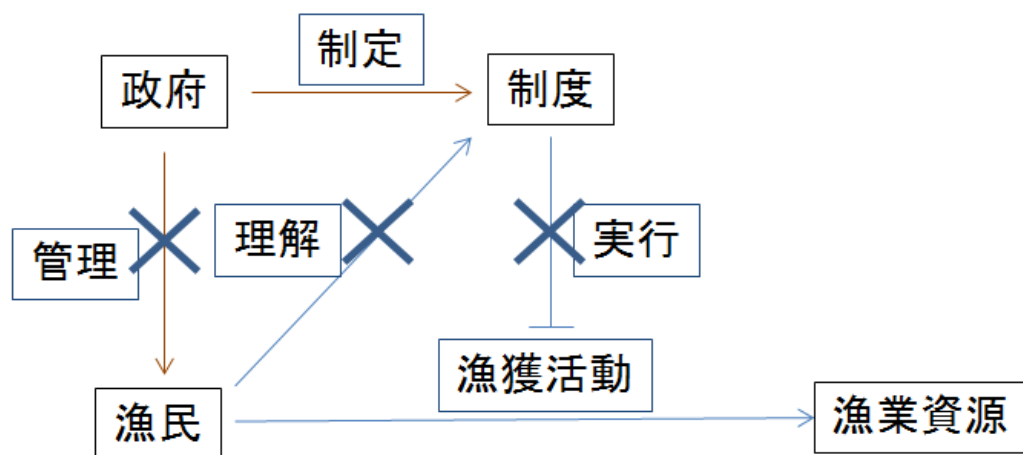 制定
政府
制度
管理
理解
実行
漁獲活動
漁民
漁業資源